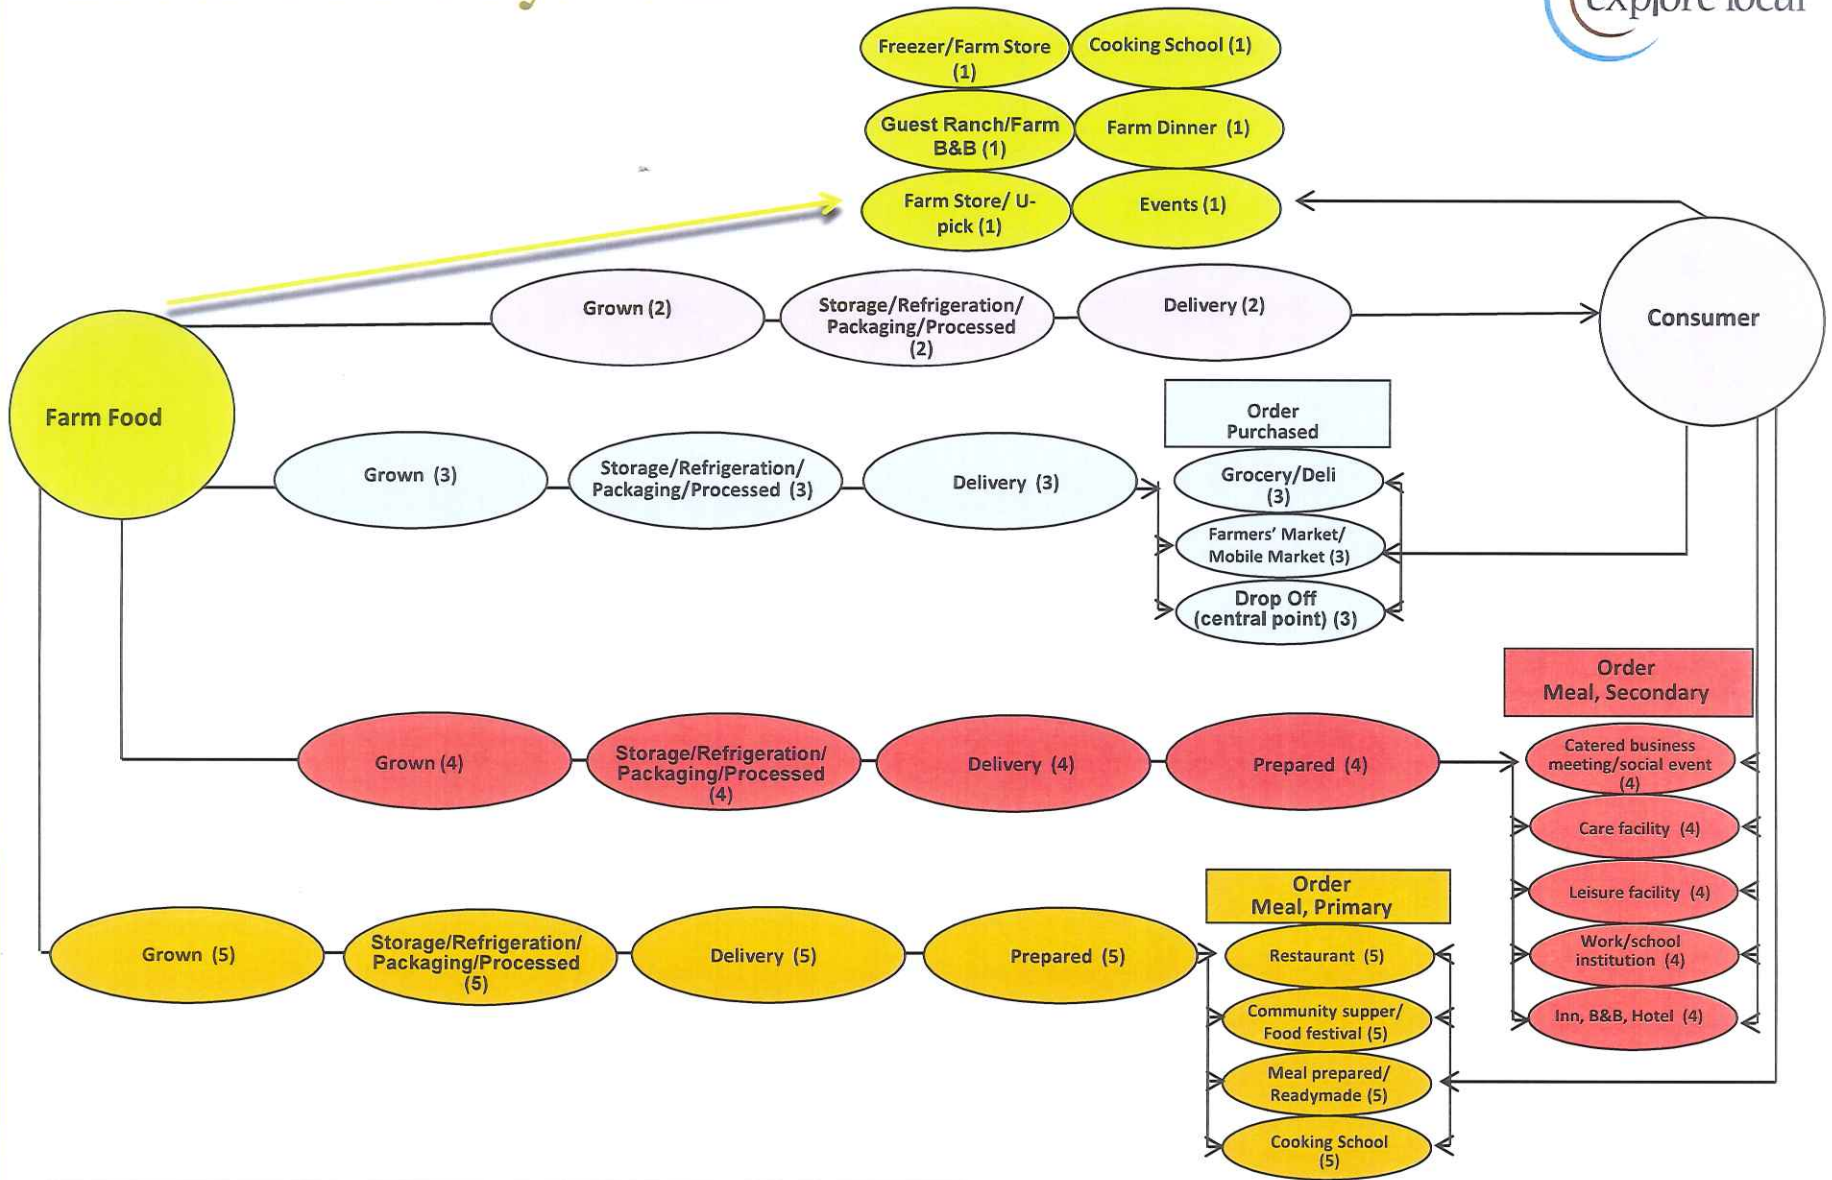 explore local
Freezer/Farm Store
(1)
Cooking School (1)
Guest Ranch/Farm
B&B (1)
Farm Dinner (1)
Farm Store/ U-
pick (1)
Events (1)
Grown (2)
Storage/Refrigeration/
Packaging/Processed
(2)
Delivery (2)
Consumer
Farm Food
Order
Purchased
Grown (3)
Storage/Refrigeration/
Packaging/Processed (3)
Delivery (3)
Grocery/Deli
(3)
Farmers' Market/
Mobile Market (3)
Drop Off
(central point) (3)
Order
Meal, Secondary
Grown (4)
Storage/Refrigeration/
Packaging/Processed
(4)
Delivery (4)
Prepared (4)
Catered business
meeting/social event
(4)
Care facility (4)
Leisure facility (4)
Work/school
institution (4)
Inn, B&B, Hotel (4)
Order
Meal, Primary
Grown (5)
Storage/Refrigeration/
Packaging/Processed
(5)
Delivery (5)
Prepared (5)
Restaurant (5)
Community supper/
Food festival (5)
Meal prepared/
Readymade (5)
Cooking School
(5)